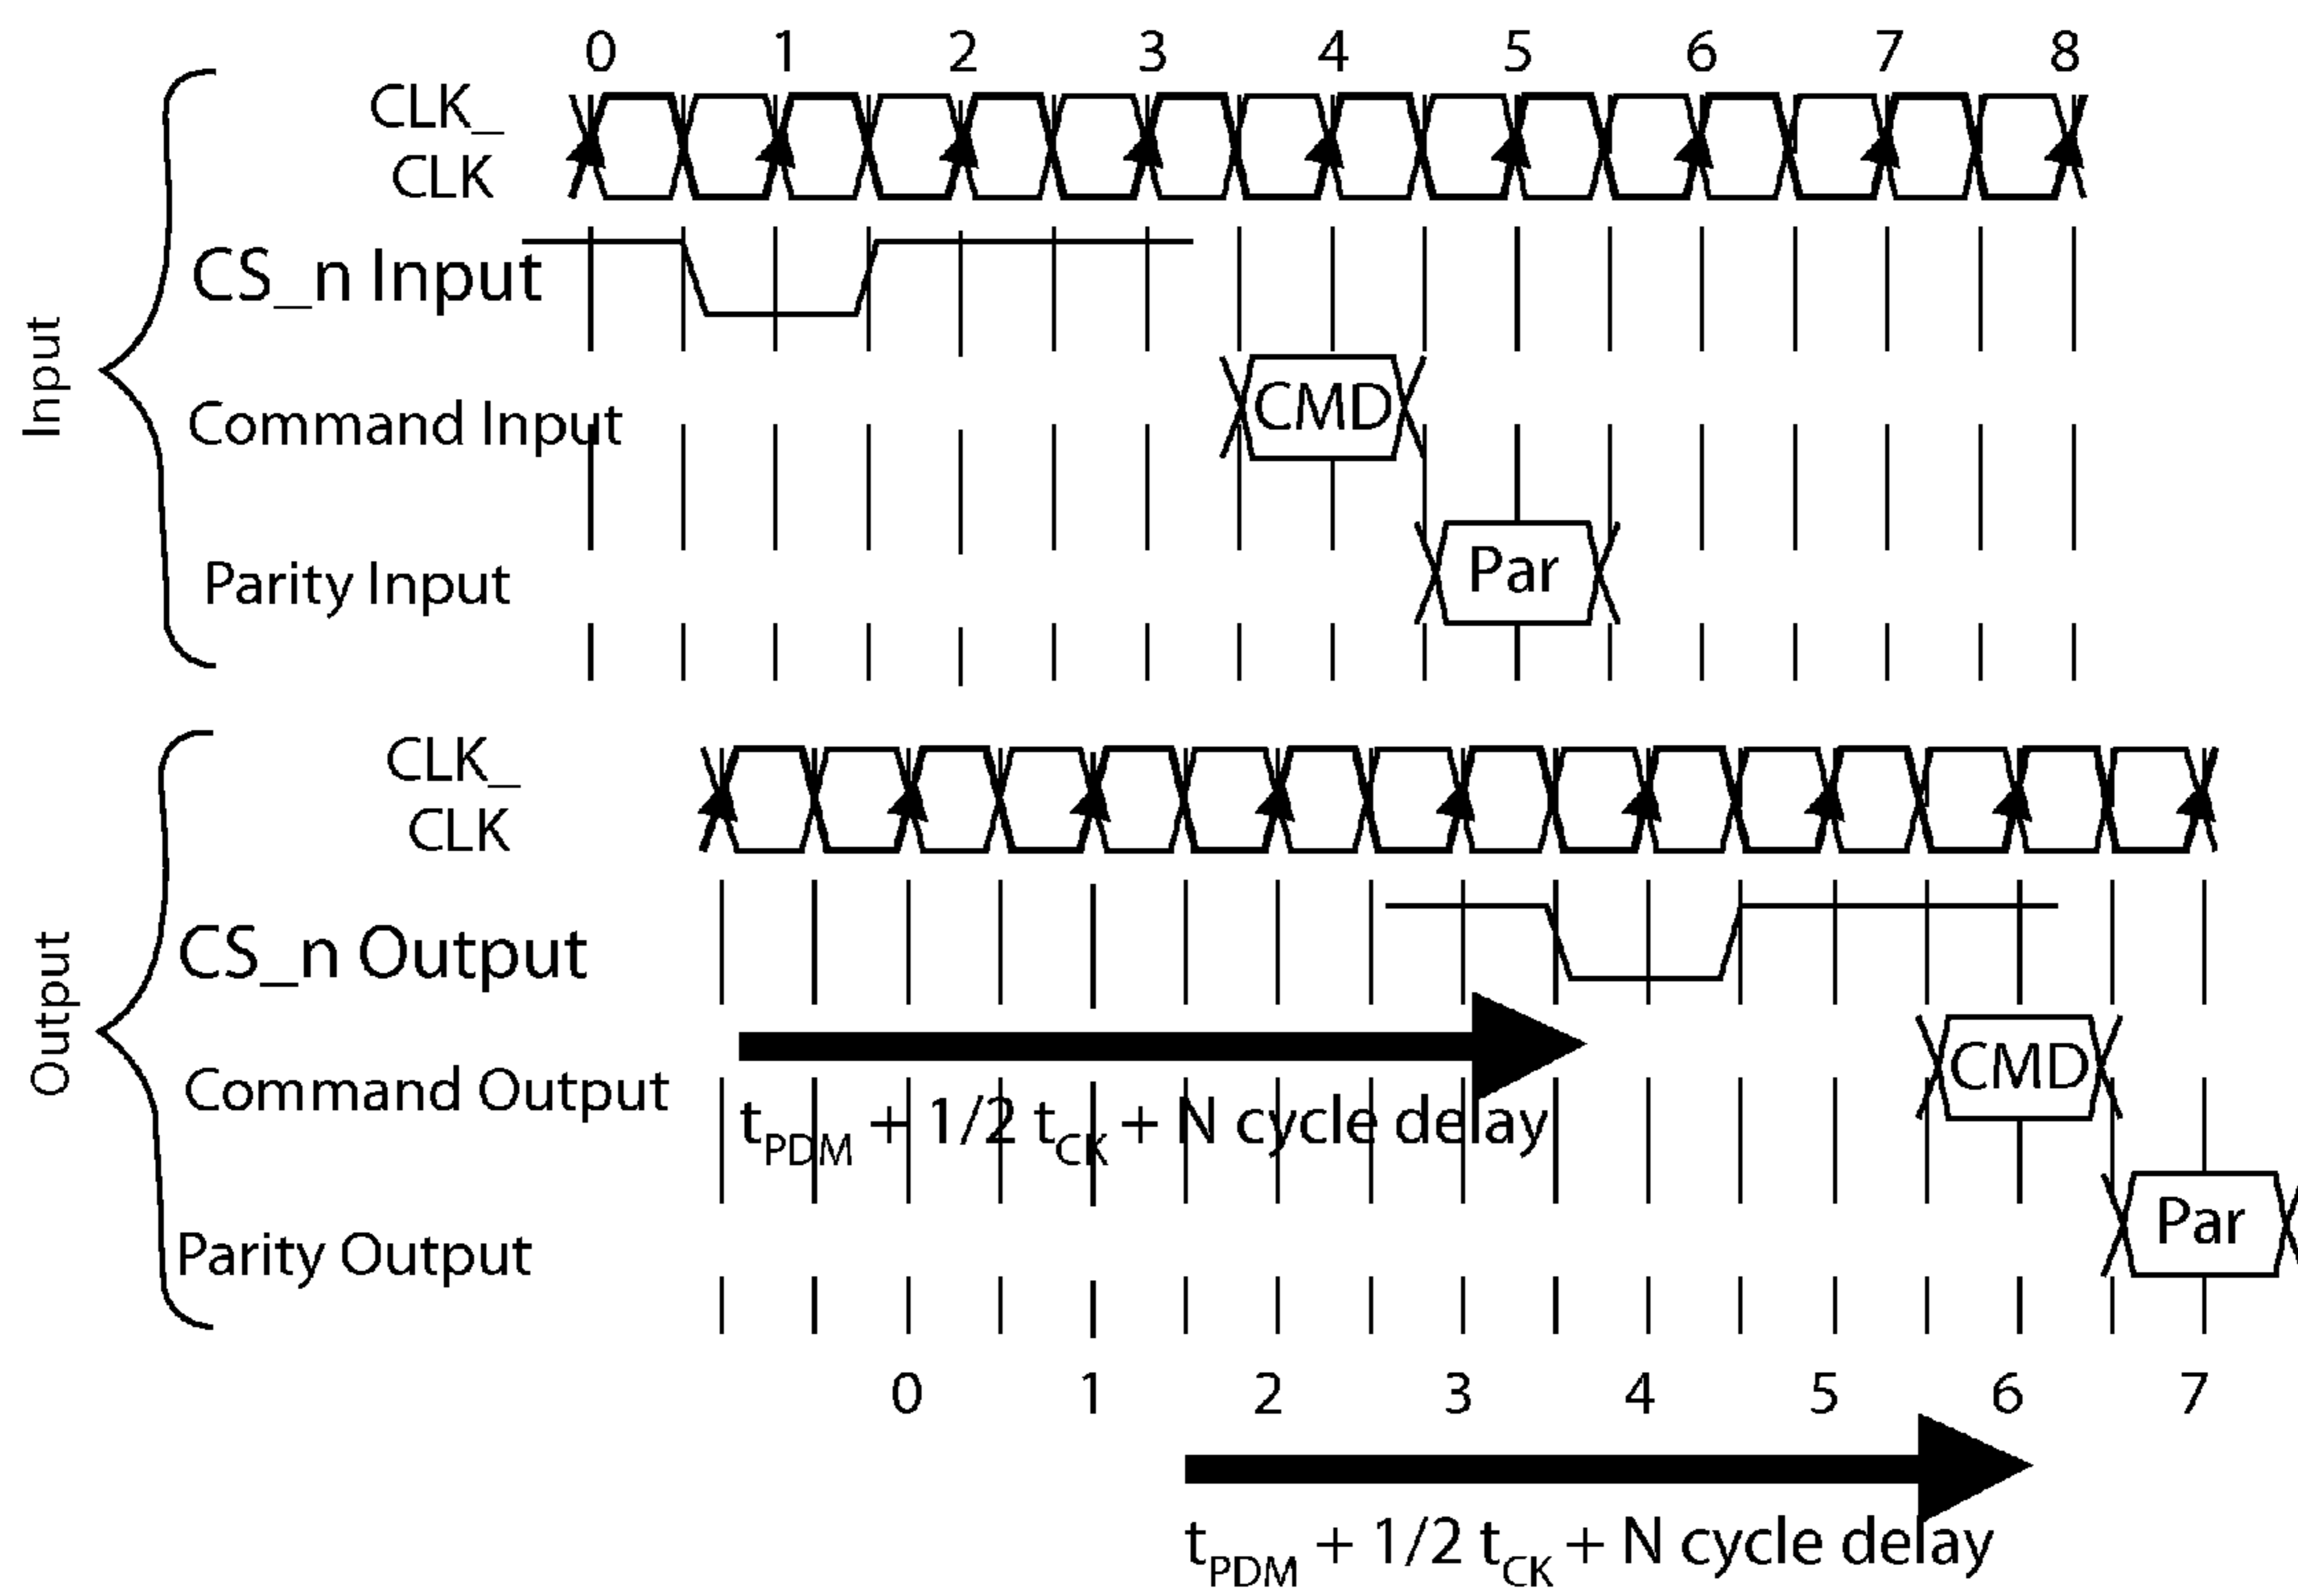 0 1 2 3 4 5 6 7 8
CLK_
CLK
CS_n Input
Input
Command Input
CMD
Parity Input
Par
CLK_
CLK
CS_n Output
Output
Command Output
CMD
tPDM + 1/2 tCK + N cycle delay
Parity Output
Par
0 1 2 3 4 5 6 7
tPDM + 1/2 tCK + N cycle delay